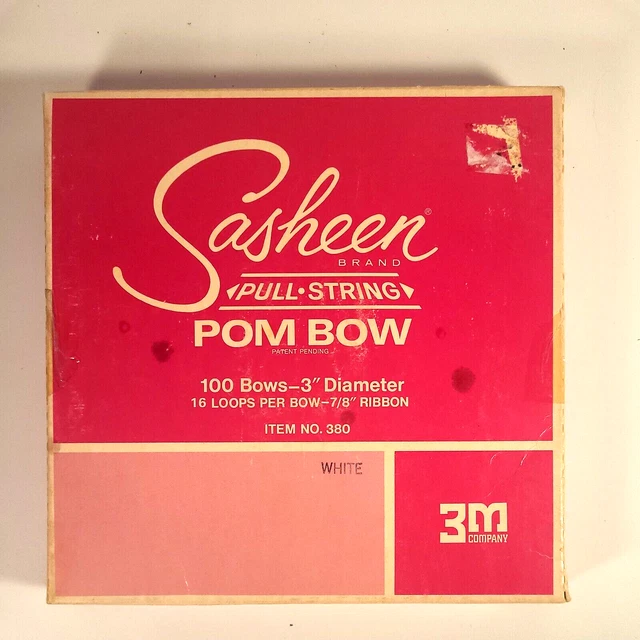 Sasheen®
BRAND
PULL•STRING
POM BOW
PATENT PENDING
100 Bows–3″ Diameter
16 LOOPS PER BOW–7/8″ RIBBON
ITEM NO. 380
WHITE
3M
COMPANY